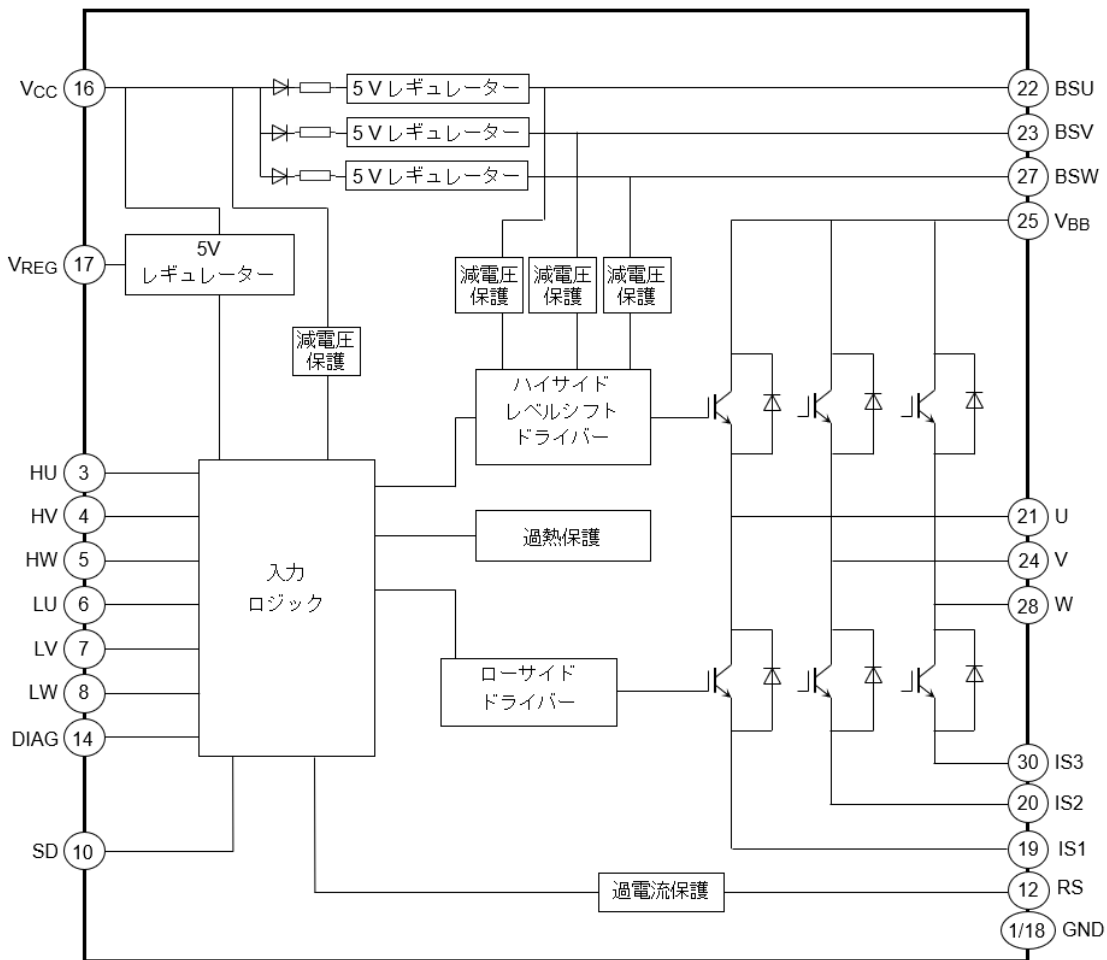 VCC 16 5 V レギュレーター 22 BSU
5 V レギュレーター 23 BSV
5 V レギュレーター 27 BSW
25 VBB
VREG 17 5V
レギュレーター
減電圧
保護
減電圧
保護
減電圧
保護
減電圧
保護
ハイサイド
レベルシフト
ドライバー
HU 3
HV 4
HW 5
LU 6
LV 7
LW 8
DIAG 14
SD 10
入力
ロジック
過熱保護
ローサイド
ドライバー
21 U
24 V
28 W
30 IS3
20 IS2
19 IS1
過電流保護 12 RS
1/18 GND